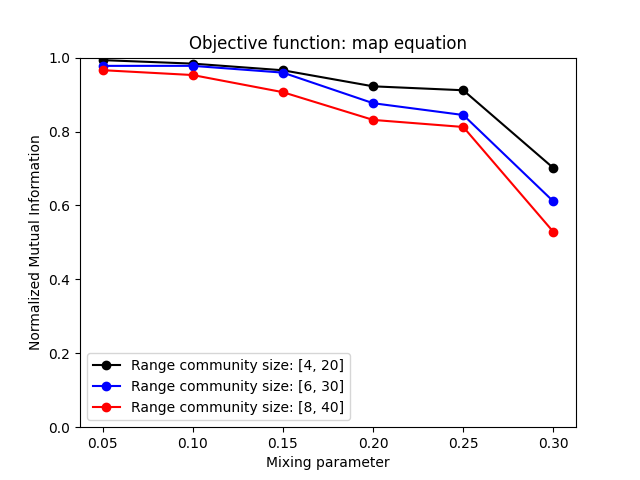 Objective function: map equation
Normalized Mutual Information
1.0
0.8
0.6
0.4
0.2
0.0
Range community size: [4, 20]
Range community size: [6, 30]
Range community size: [8, 40]
0.05 0.10 0.15 0.20 0.25 0.30
Mixing parameter